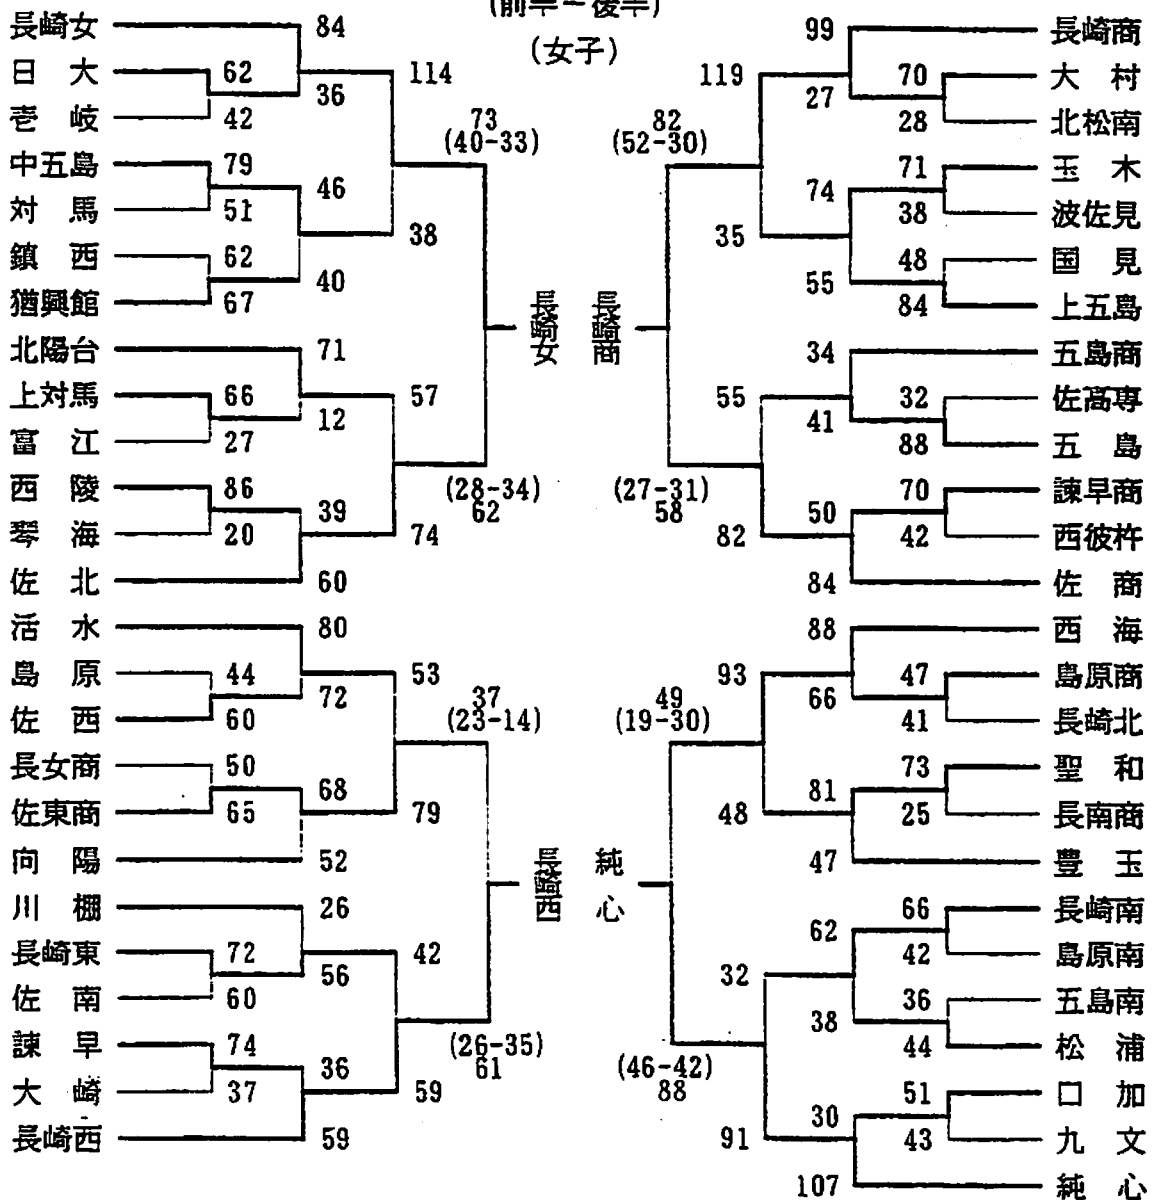 (前半－後半)
(女子)
長崎女 84
日大 62
36
114
壱岐 42
73
(40-33)
中五島 79
46
対馬 51
38
鎮西 62
40
猶興館 67
長崎女
北陽台 71
上対馬 66
12
57
富江 27
西陵 86
39
(28-34)
62
琴海 20
74
佐北 60
活水 80
島原 44
72
53
佐西 60
37
(23-14)
長女商 50
68
佐東商 65
79
向陽 52
長崎西
川棚 26
長崎東 72
56
42
佐南 60
諫早 74
36
(26-35)
61
大崎 37
59
長崎西 59
99 長崎商
119
70 大村
27
28 北松南
82
(52-30)
71 玉木
74
38 波佐見
35
48 国見
55
84 上五島
長崎商
34 五島商
55
32 佐高専
41
88 五島
70 諫早商
50
(27-31)
58
42 西彼杵
82
84 佐商
88 西海
93
47 島原商
66
41 長崎北
49
(19-30)
73 聖和
81
25 長南商
48
47 豊玉
純心
66 長崎南
62
42 島原南
32
36 五島南
38
44 松浦
(46-42)
88
51 口加
30
43 九文
91
107 純心